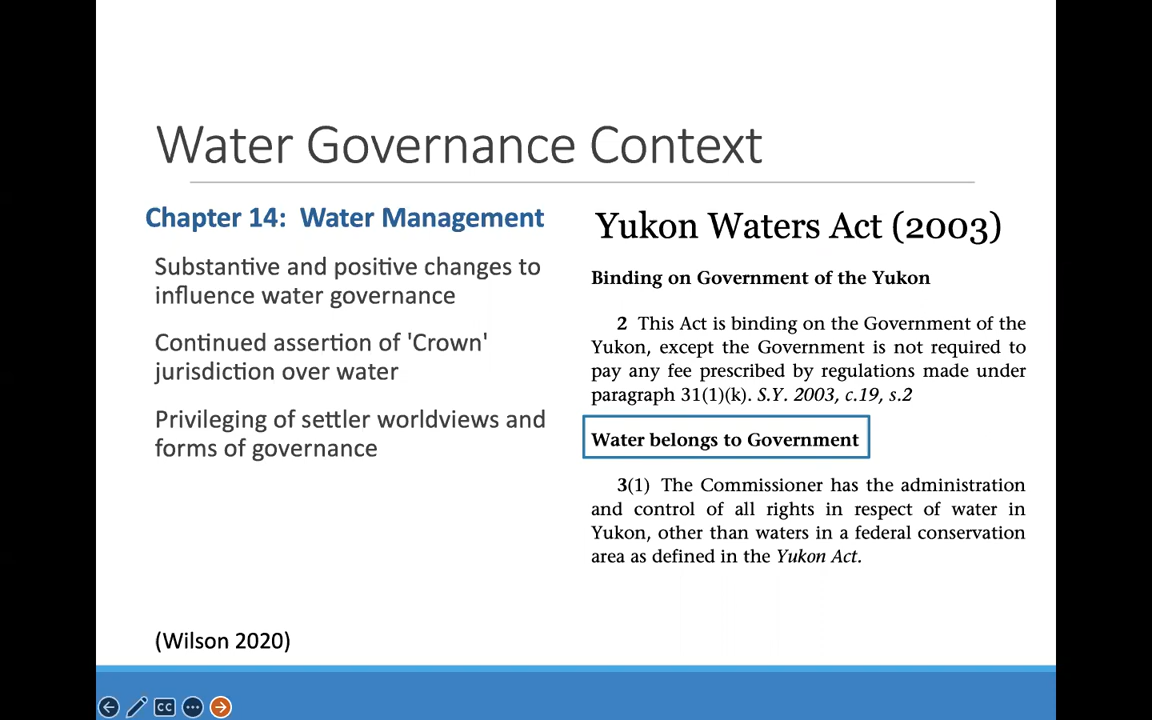 Water Governance Context
Chapter 14:  Water Management
Substantive and positive changes to
influence water governance
Continued assertion of 'Crown'
jurisdiction over water
Privileging of settler worldviews and
forms of governance
(Wilson 2020)
Yukon Waters Act (2003)
Binding on Government of the Yukon
2 This Act is binding on the Government of the
Yukon, except the Government is not required to
pay any fee prescribed by regulations made under
paragraph 31(1)(k). S.Y. 2003, c.19, s.2
Water belongs to Government
3(1) The Commissioner has the administration
and control of all rights in respect of water in
Yukon, other than waters in a federal conservation
area as defined in the Yukon Act.
CC